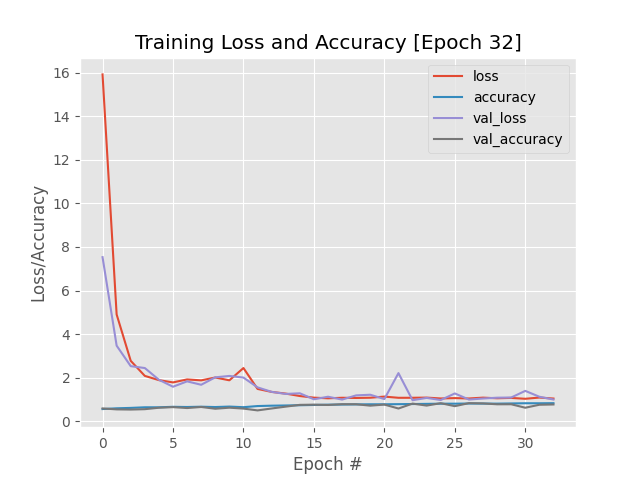 Training Loss and Accuracy [Epoch 32]
loss
accuracy
val_loss
val_accuracy
Loss/Accuracy
16
14
12
10
8
6
4
2
0
0 5 10 15 20 25 30
Epoch #